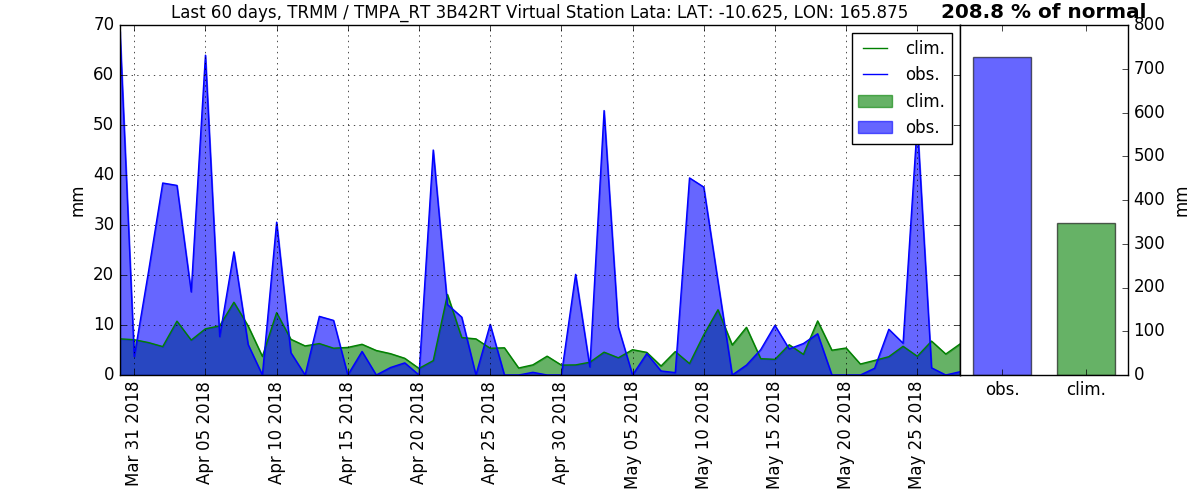 Last 60 days, TRMM / TMPA_RT 3B42RT Virtual Station Lata: LAT: -10.625, LON: 165.875
208.8 % of normal
70
60
50
40
30
20
10
0
mm
clim.
obs.
clim.
obs.
Mar 31 2018
Apr 05 2018
Apr 10 2018
Apr 15 2018
Apr 20 2018
Apr 25 2018
Apr 30 2018
May 05 2018
May 10 2018
May 15 2018
May 20 2018
May 25 2018
800
700
600
500
400
300
200
100
0
mm
obs.
clim.